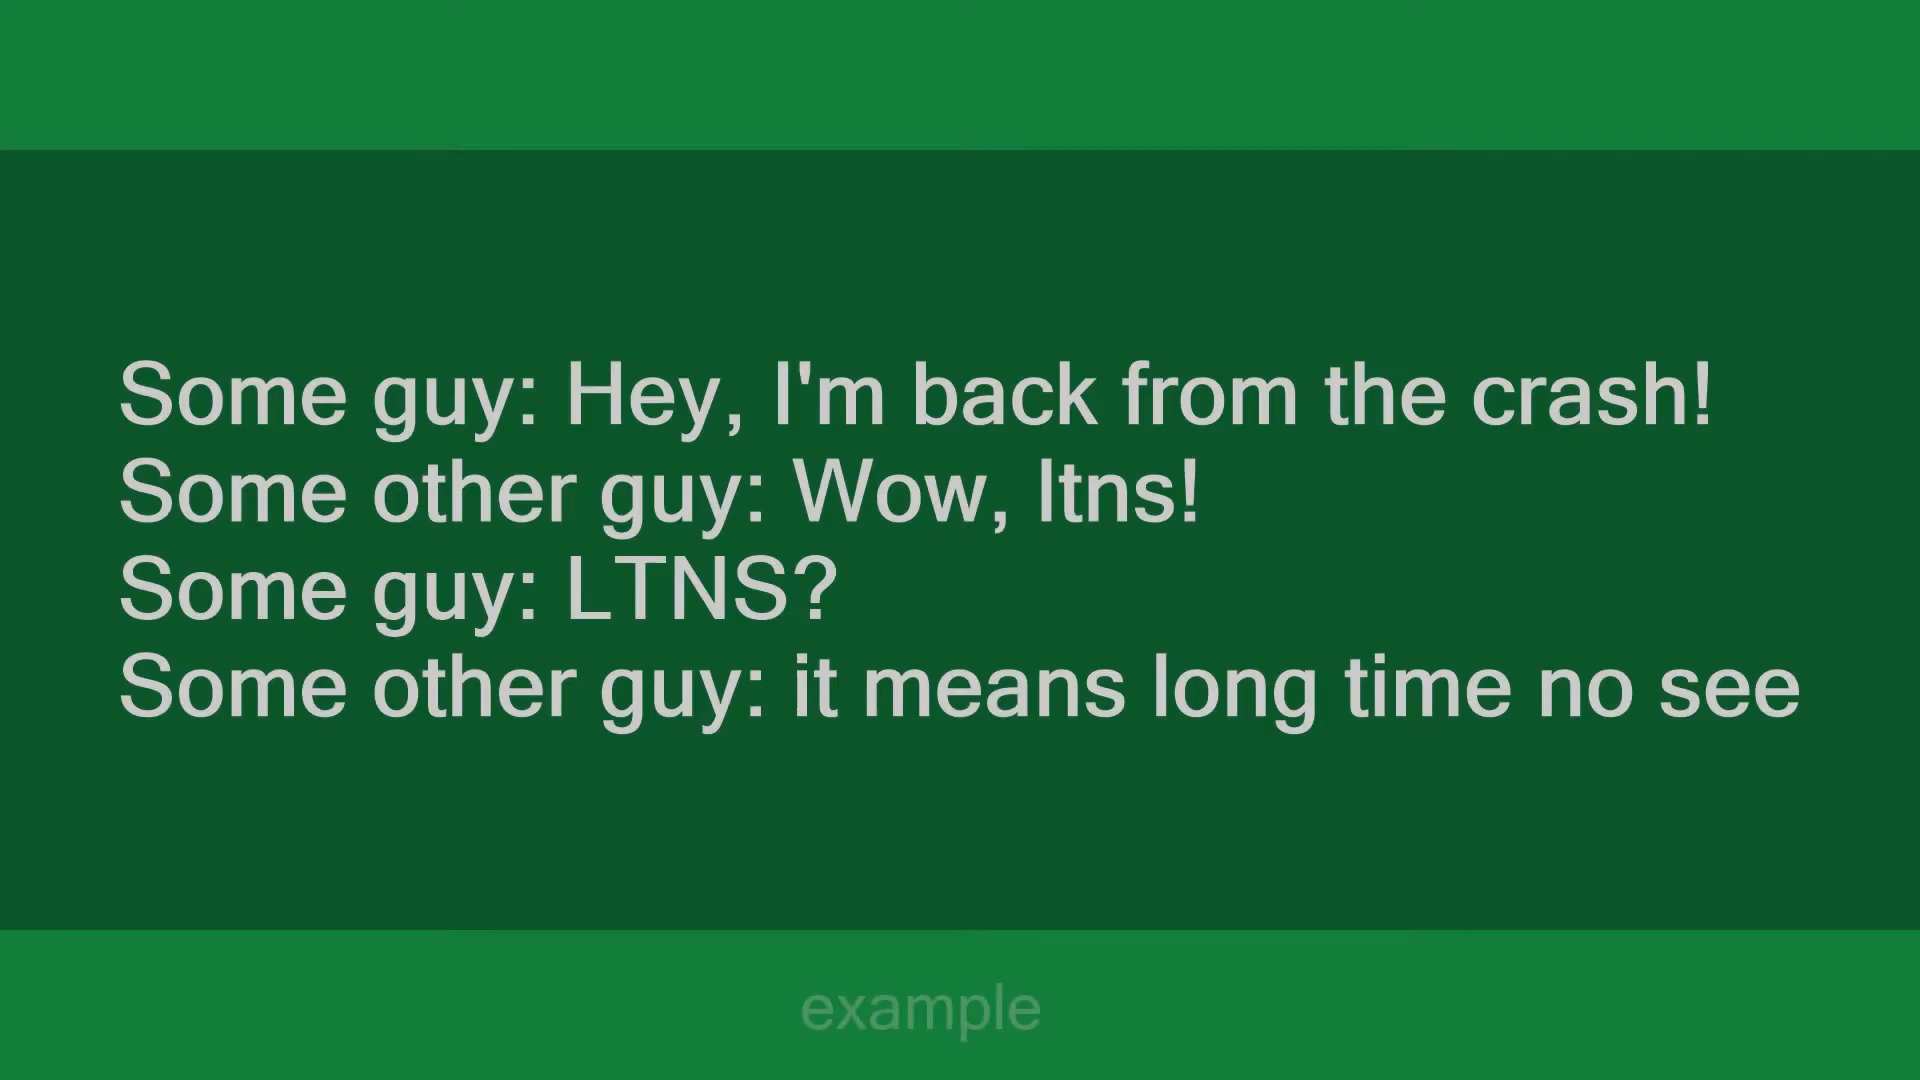 Some guy: Hey, I'm back from the crash!
Some other guy: Wow, ltns!
Some guy: LTNS?
Some other guy: it means long time no see
example